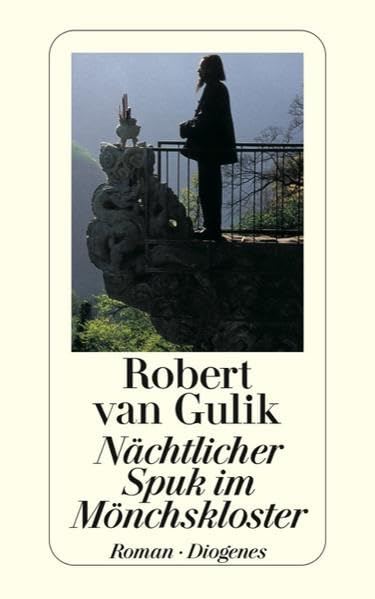 Robert
van Gulik
Nächtlicher
Spuk im
Mönchskloster
Roman · Diogenes